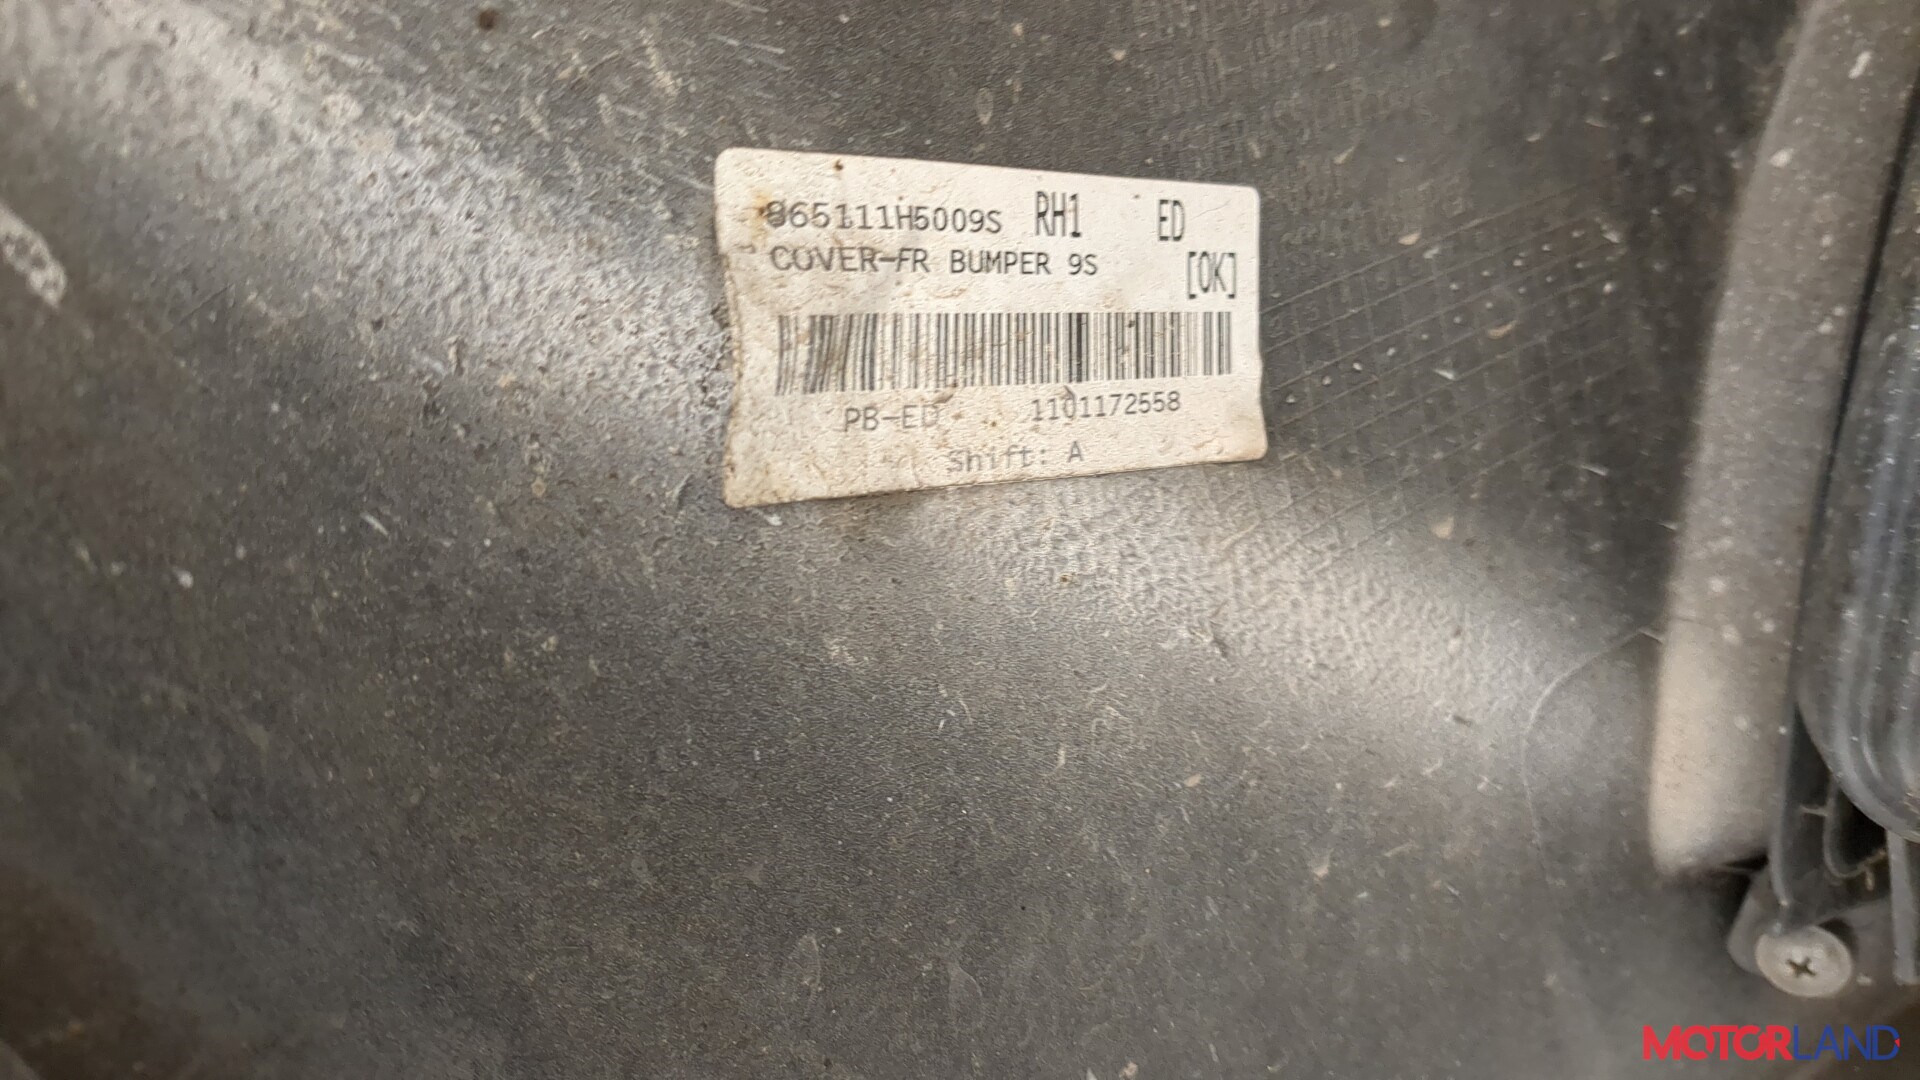 865111H5009S RH1 ED
COVER-FR BUMPER 9S [OK]
PB-ED 1101172558
Shift: A
MOTORLAND